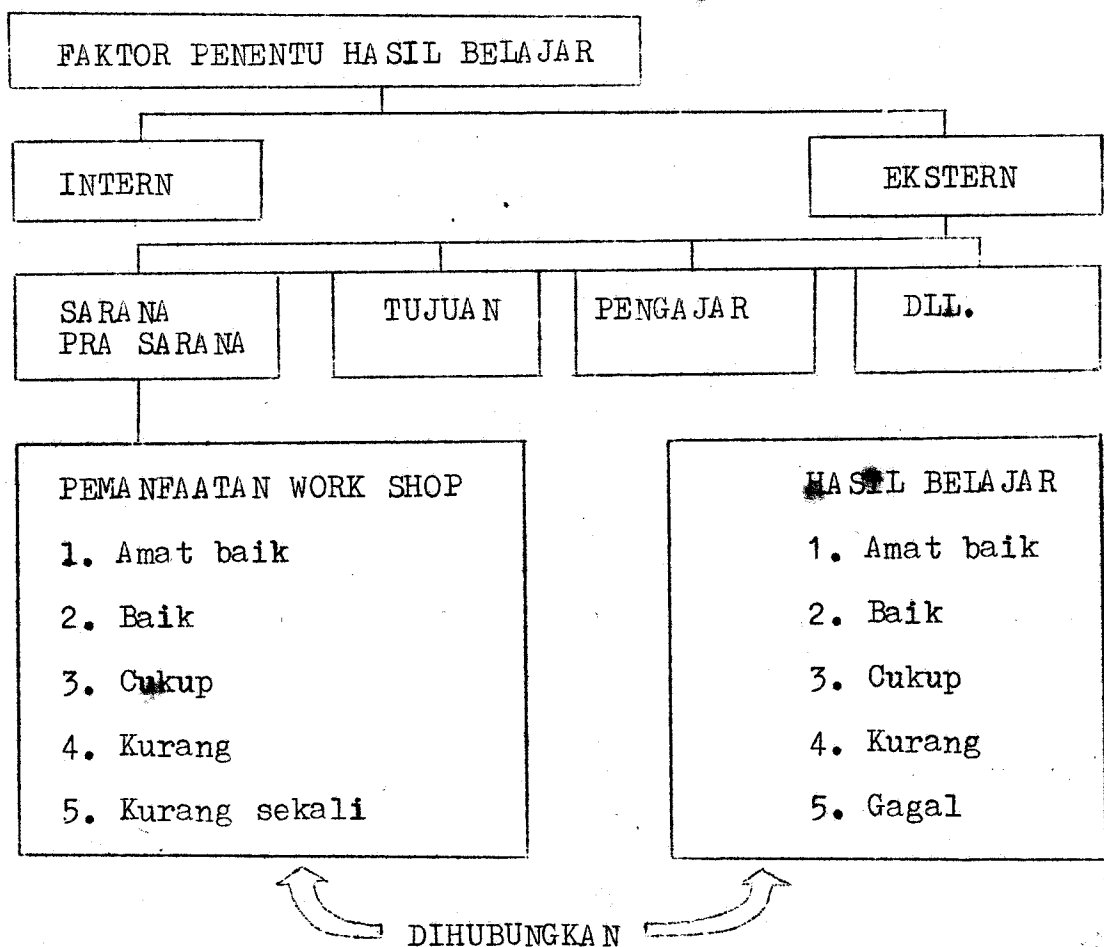 FAKTOR PENENTU HASIL BELAJAR
INTERN
EKSTERN
SARANA
PRA SARANA
TUJUAN
PENGAJAR
DLL.
PEMANFAATAN WORK SHOP
1. Amat baik
2. Baik
3. Cukup
4. Kurang
5. Kurang sekali
HASIL BELAJAR
1. Amat baik
2. Baik
3. Cukup
4. Kurang
5. Gagal
DIHUBUNGKAN